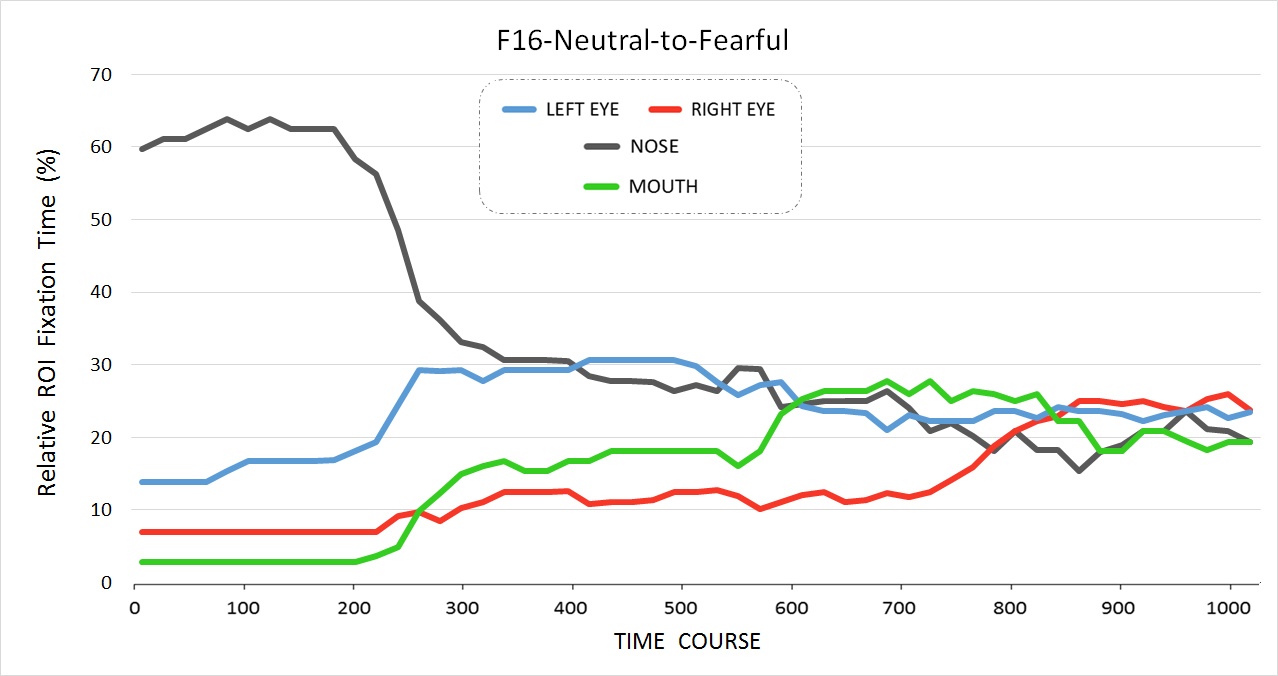 F16-Neutral-to-Fearful
LEFT EYE RIGHT EYE
NOSE
MOUTH
Relative ROI Fixation Time (%)
70
60
50
40
30
20
10
0
0 100 200 300 400 500 600 700 800 900 1000
TIME COURSE